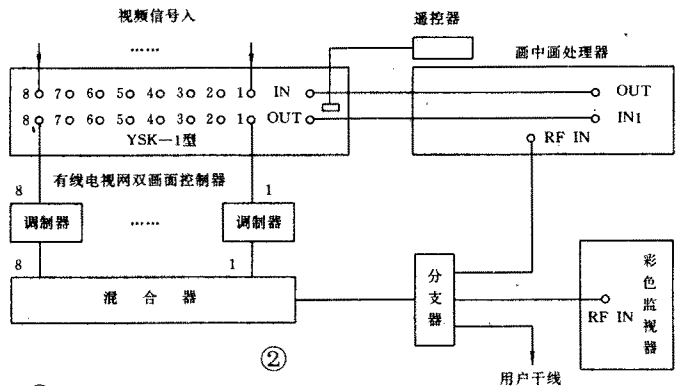 视频信号入
……
遥控器
画中画处理器
8 7 6 5 4 3 2 1 IN
8 7 6 5 4 3 2 1 OUT
YSK—1型
OUT
IN1
RF IN
有线电视网双画面控制器
8 1
调制器 …… 调制器
8 1
混合器
分支器
彩色监视器
RF IN
用户干线
②